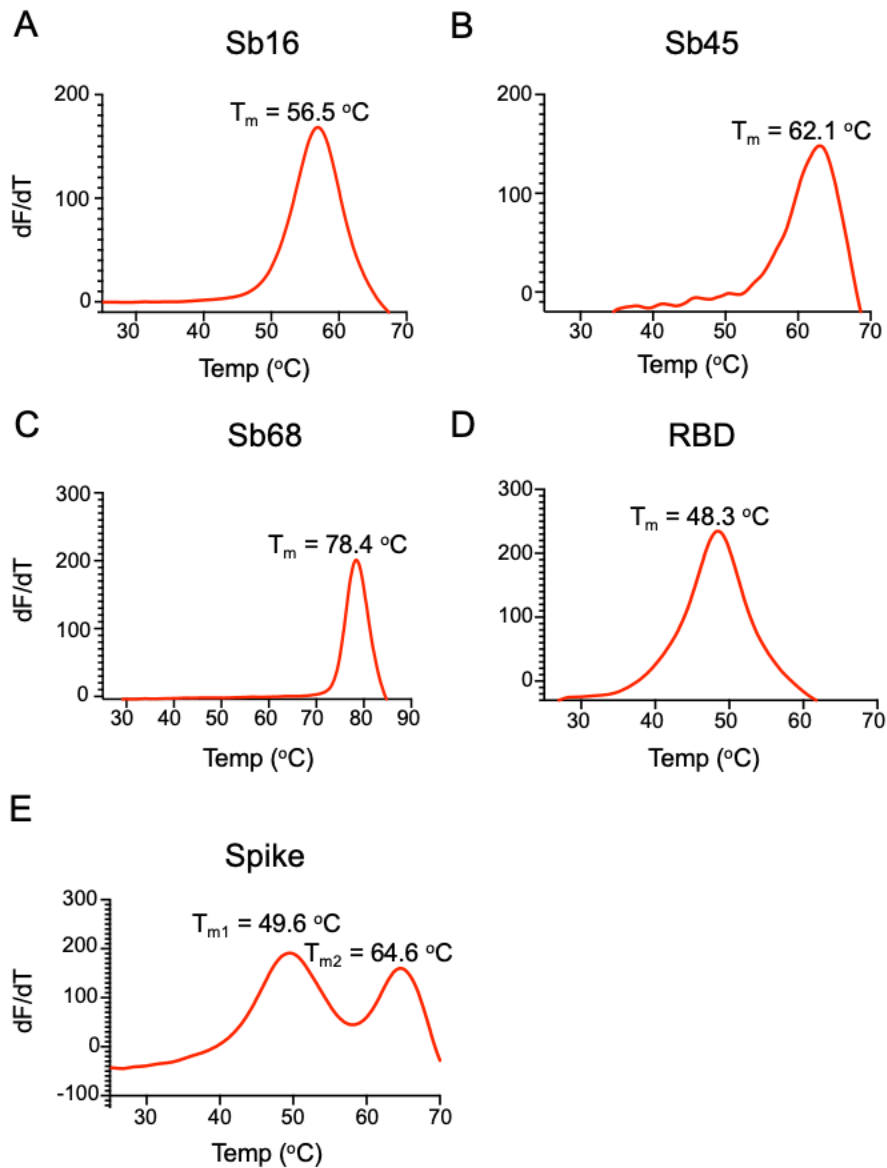 A
Sb16
T_m = 56.5 °C
200
100
0
dF/dT
30 40 50 60 70
Temp (°C)
B
Sb45
T_m = 62.1 °C
200
100
0
30 40 50 60 70
Temp (°C)
C
Sb68
T_m = 78.4 °C
300
200
100
0
dF/dT
30 40 50 60 70 80 90
Temp (°C)
D
RBD
T_m = 48.3 °C
300
200
100
0
30 40 50 60 70
Temp (°C)
E
Spike
T_m1 = 49.6 °C
T_m2 = 64.6 °C
300
200
100
0
-100
dF/dT
30 40 50 60 70
Temp (°C)